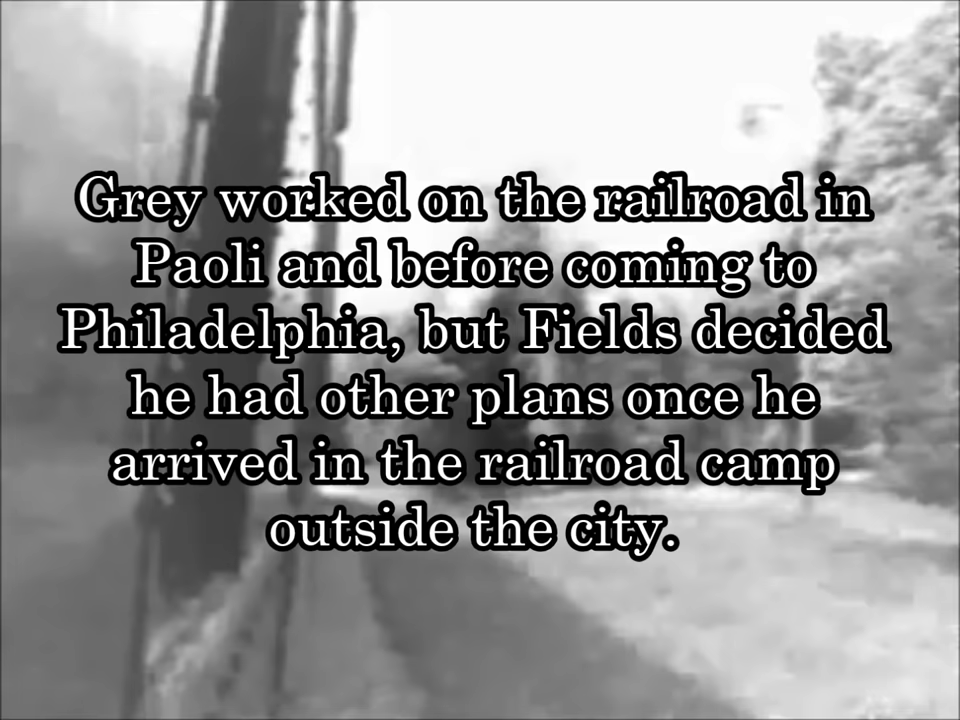 Grey worked on the railroad in
Paoli and before coming to
Philadelphia, but Fields decided
he had other plans once he
arrived in the railroad camp
outside the city.